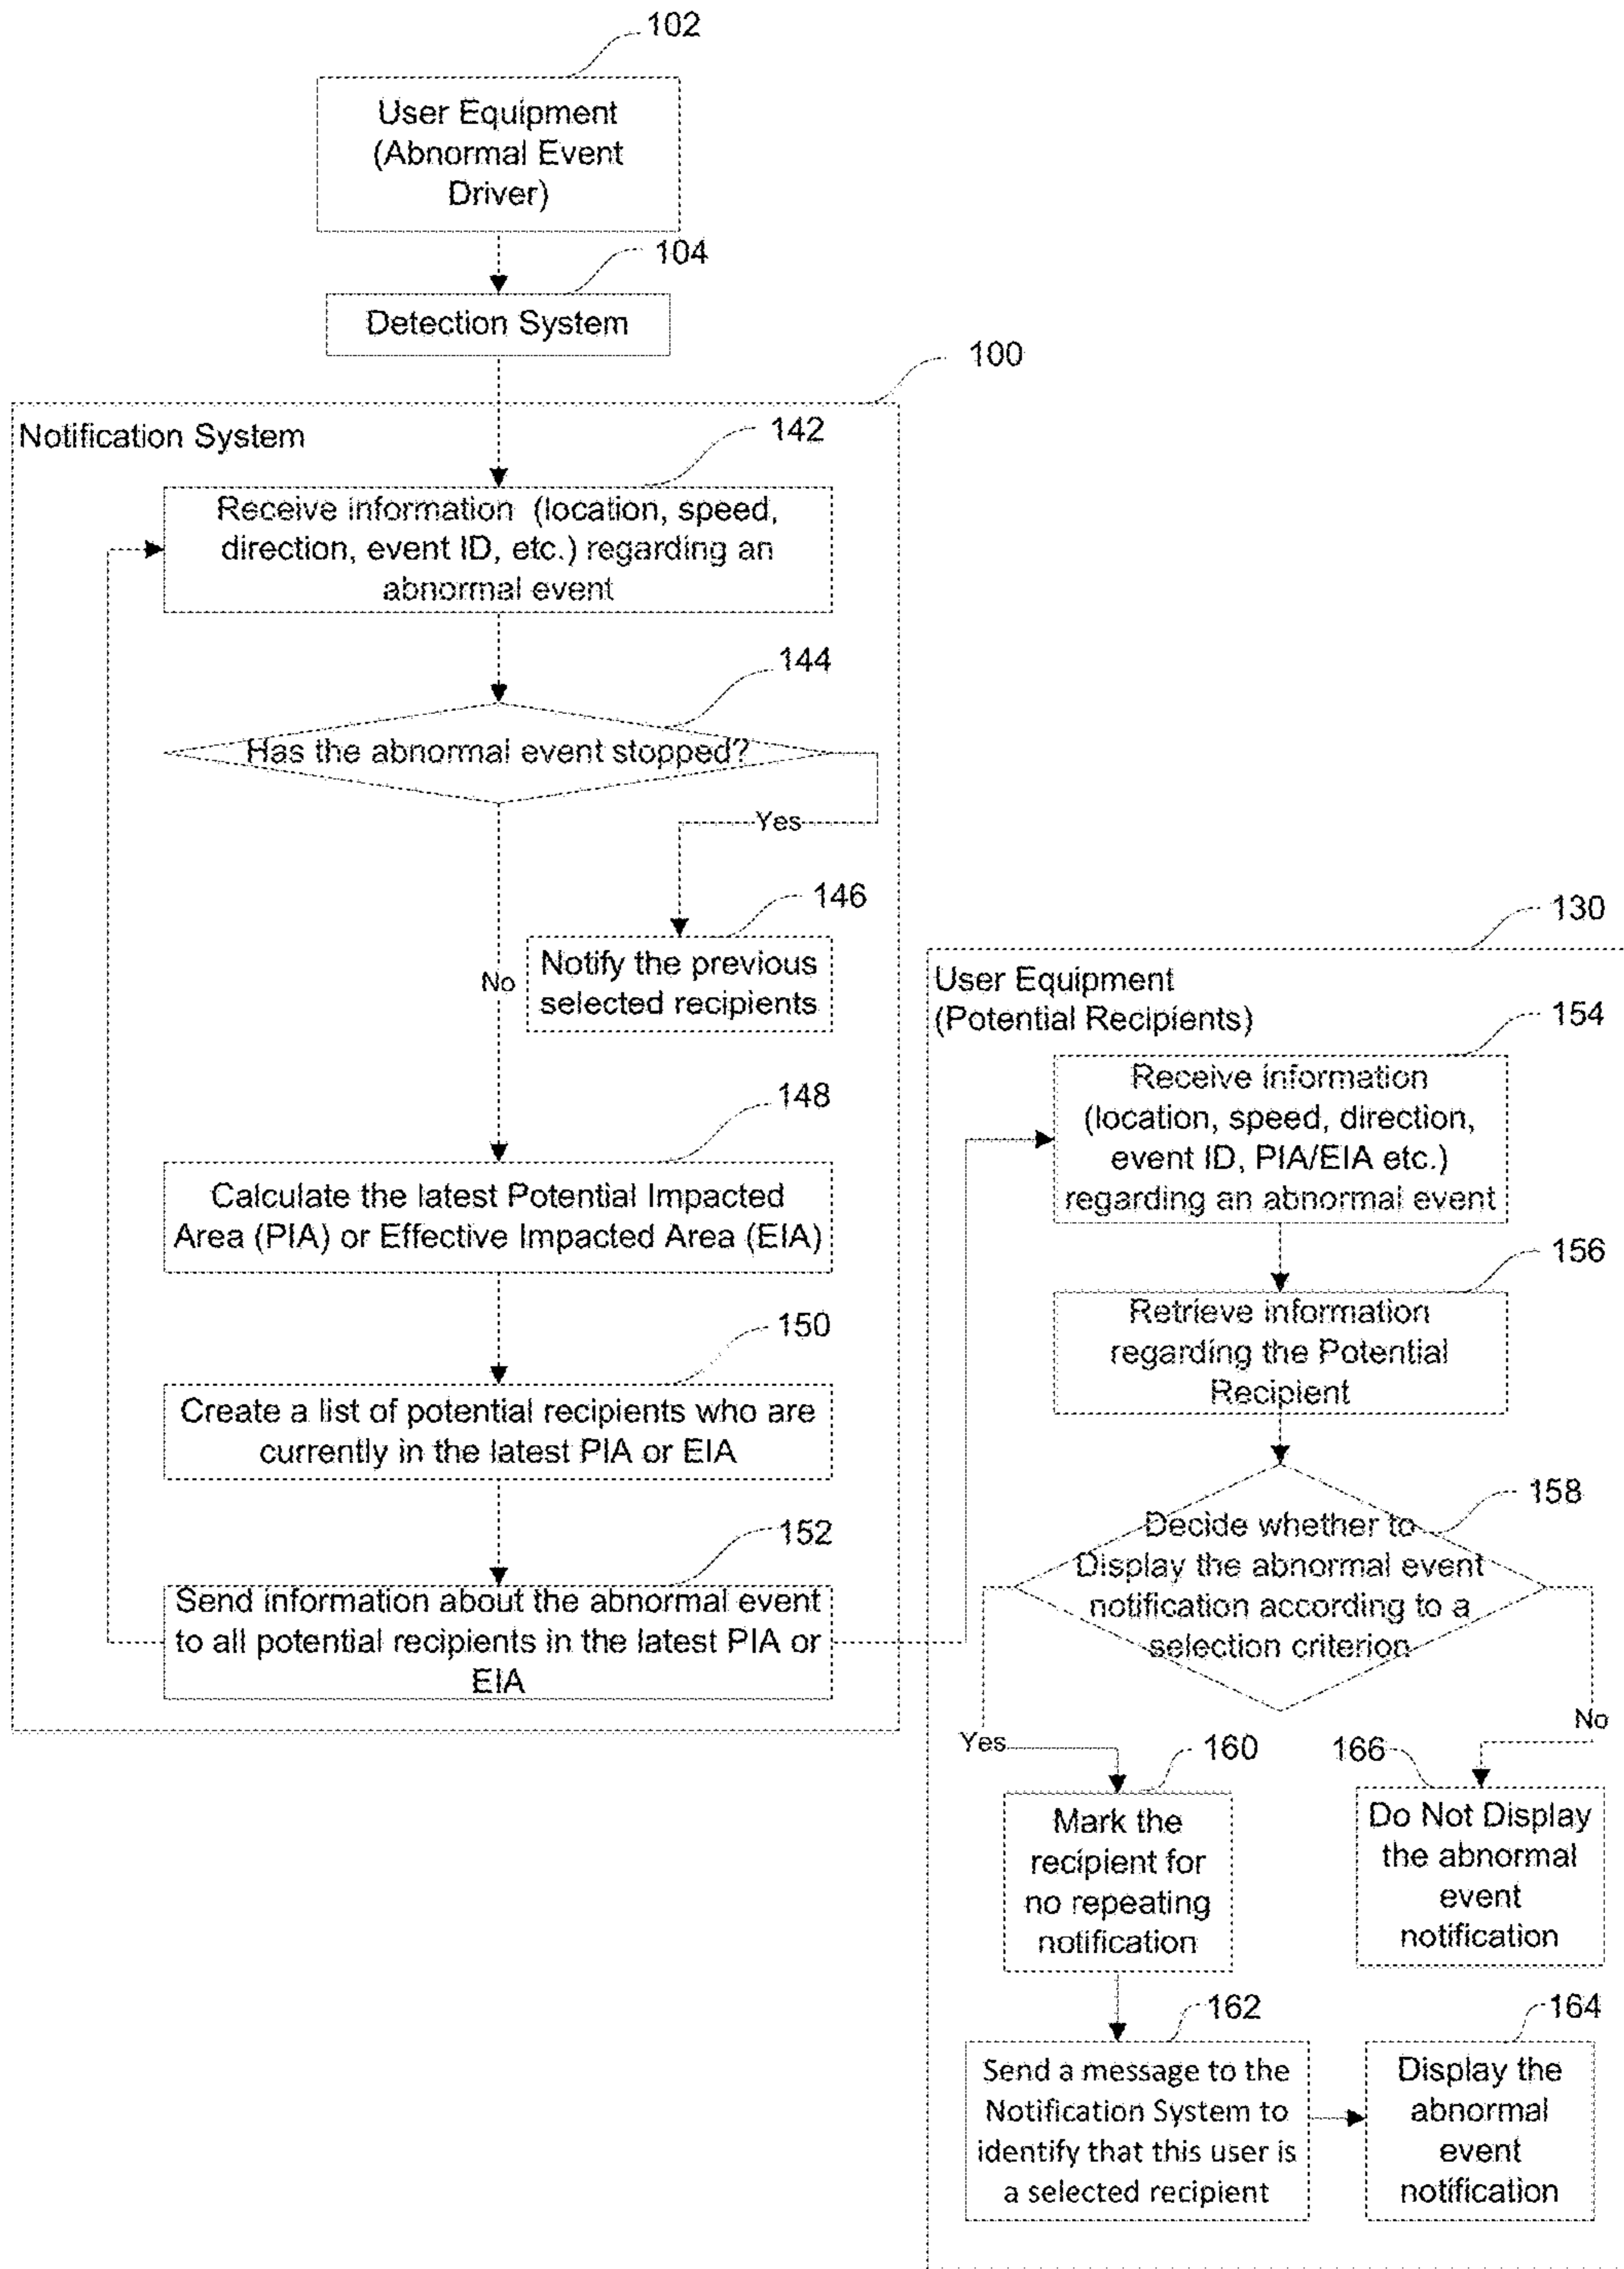 102
User Equipment
(Abnormal Event
Driver)
104
Detection System
100
Notification System
142
Receive information (location, speed,
direction, event ID, etc.) regarding an
abnormal event
144
Has the abnormal event stopped?
Yes
146
Notify the previous
selected recipients
No
148
Calculate the latest Potential Impacted
Area (PIA) or Effective Impacted Area (EIA)
150
Create a list of potential recipients who are
currently in the latest PIA or EIA
152
Send information about the abnormal event
to all potential recipients in the latest PIA or
EIA
130
User Equipment
(Potential Recipients)
154
Receive information
(location, speed, direction,
event ID, PIA/EIA etc.)
regarding an abnormal event
156
Retrieve information
regarding the Potential
Recipient
158
Decide whether to
Display the abnormal event
notification according to a
selection criterion
Yes
No
160
Mark the
recipient for
no repeating
notification
166
Do Not Display
the abnormal
event
notification
162
Send a message to the
Notification System to
identify that this user is
a selected recipient
164
Display the
abnormal
event
notification